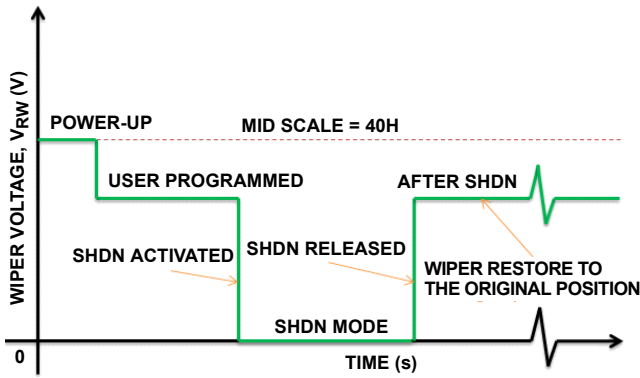 WIPER VOLTAGE, VRW (V)
POWER-UP
MID SCALE = 40H
USER PROGRAMMED
AFTER SHDN
SHDN ACTIVATED
SHDN RELEASED
WIPER RESTORE TO
THE ORIGINAL POSITION
SHDN MODE
0
TIME (s)